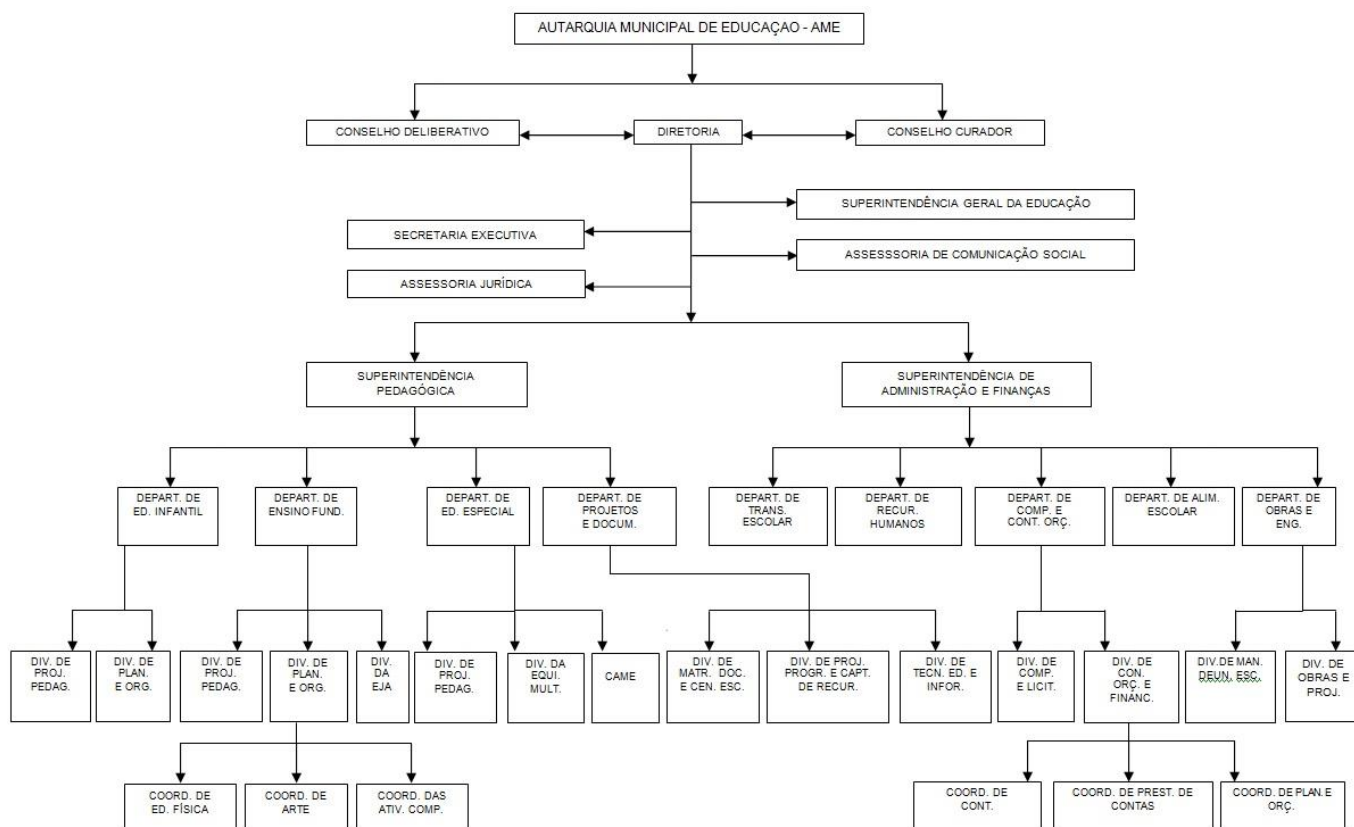 AUTARQUIA MUNICIPAL DE EDUCAÇAO - AME
CONSELHO DELIBERATIVO
DIRETORIA
CONSELHO CURADOR
SUPERINTENDÊNCIA GERAL DA EDUCAÇÃO
SECRETARIA EXECUTIVA
ASSESSSORIA DE COMUNICAÇÃO SOCIAL
ASSESSORIA JURÍDICA
SUPERINTENDÊNCIA
PEDAGÓGICA
SUPERINTENDÊNCIA DE
ADMINISTRAÇÃO E FINANÇAS
DEPART. DE
ED. INFANTIL
DEPART. DE
ENSINO FUND.
DEPART. DE
ED. ESPECIAL
DEPART. DE
PROJETOS
E DOCUM.
DEPART. DE
TRANS.
ESCOLAR
DEPART. DE
RECUR.
HUMANOS
DEPART. DE
COMP. E
CONT. ORÇ.
DEPART. DE ALIM.
ESCOLAR
DEPART. DE
OBRAS E
ENG.
DIV. DE
PROJ.
PEDAG.
DIV. DE
PLAN.
E ORG.
DIV. DE
PROJ.
PEDAG.
DIV. DE
PLAN.
E ORG.
DIV.
DA
EJA
DIV. DE
PROJ.
PEDAG.
DIV. DA
EQUI.
MULT.
CAME
DIV. DE
MATR. DOC.
E CEN. ESC.
DIV. DE PROJ.
PROGR. E CAPT.
DE RECUR.
DIV. DE
TECN. ED. E
INFOR.
DIV. DE
COMP.
E LICIT.
DIV. DE
CON.
ORÇ. E
FINANC.
DIV.DE MAN.
DEUN. ESC.
DIV. DE
OBRAS E
PROJ.
COORD. DE
ED. FÍSICA
COORD. DE
ARTE
COORD. DAS
ATIV. COMP.
COORD. DE
CONT.
COORD. DE PREST. DE
CONTAS
COORD. DE PLAN. E
ORÇ.